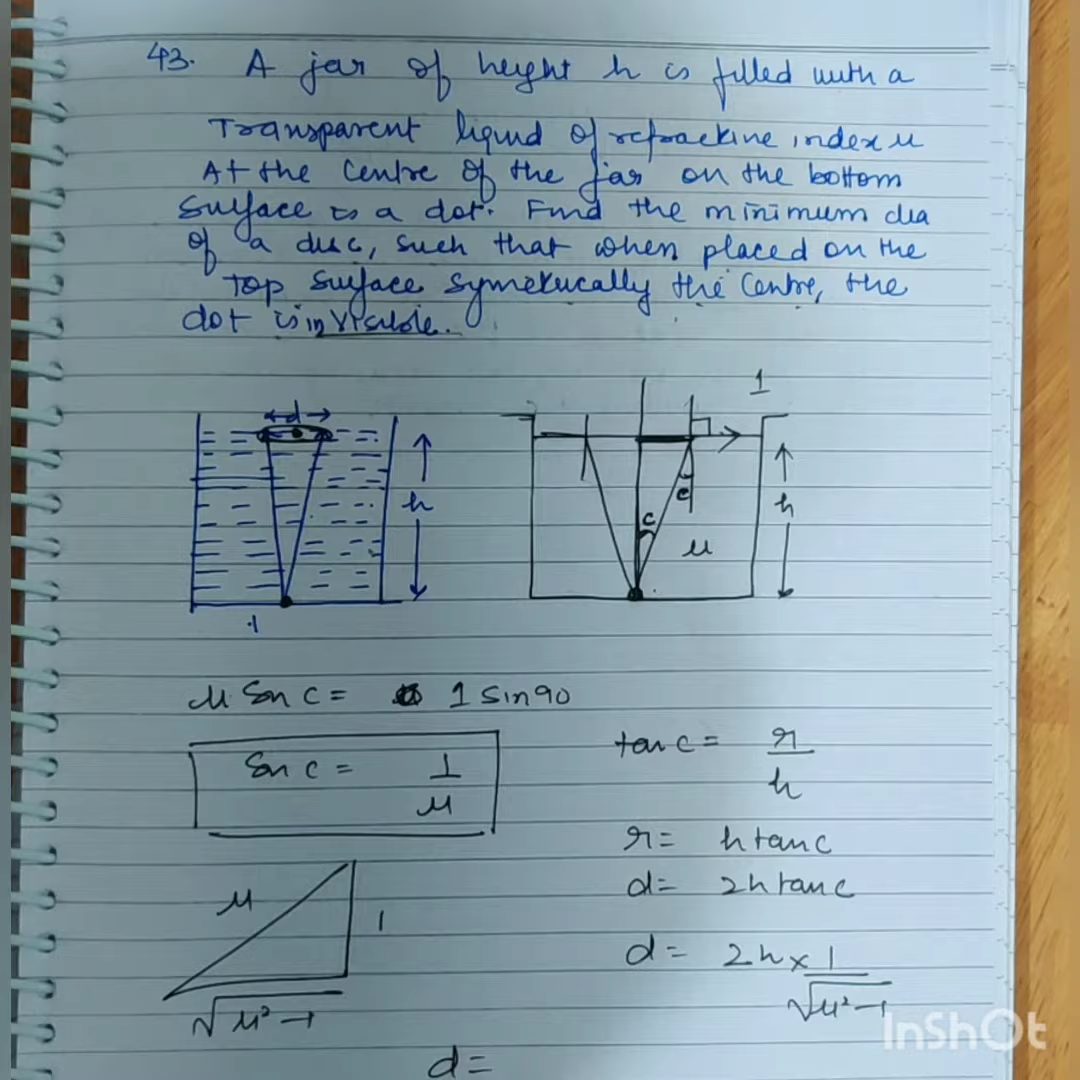 43. A jar of height h is filled with a
Transparent liquid of refractive index μ
At the centre of the jar on the bottom
surface is a dot. Find the minimum dia
of a disc, such that when placed on the
top surface symetrically the centre, the
dot is invisible.
d
1
h
c
c
μ
h
μ Sin c = 1 sin 90
Sin c = 1/μ
tan c = r/h
r = h tan c
d = 2h tan c
μ
1
√μ²-1
d = 2h × 1/√μ²-1
d =
InShOt